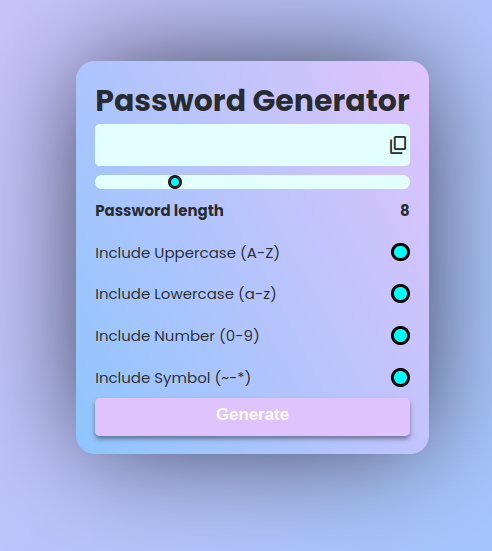 Password Generator
Password length 8
Include Uppercase (A-Z)
Include Lowercase (a-z)
Include Number (0-9)
Include Symbol (~-*)
Generate